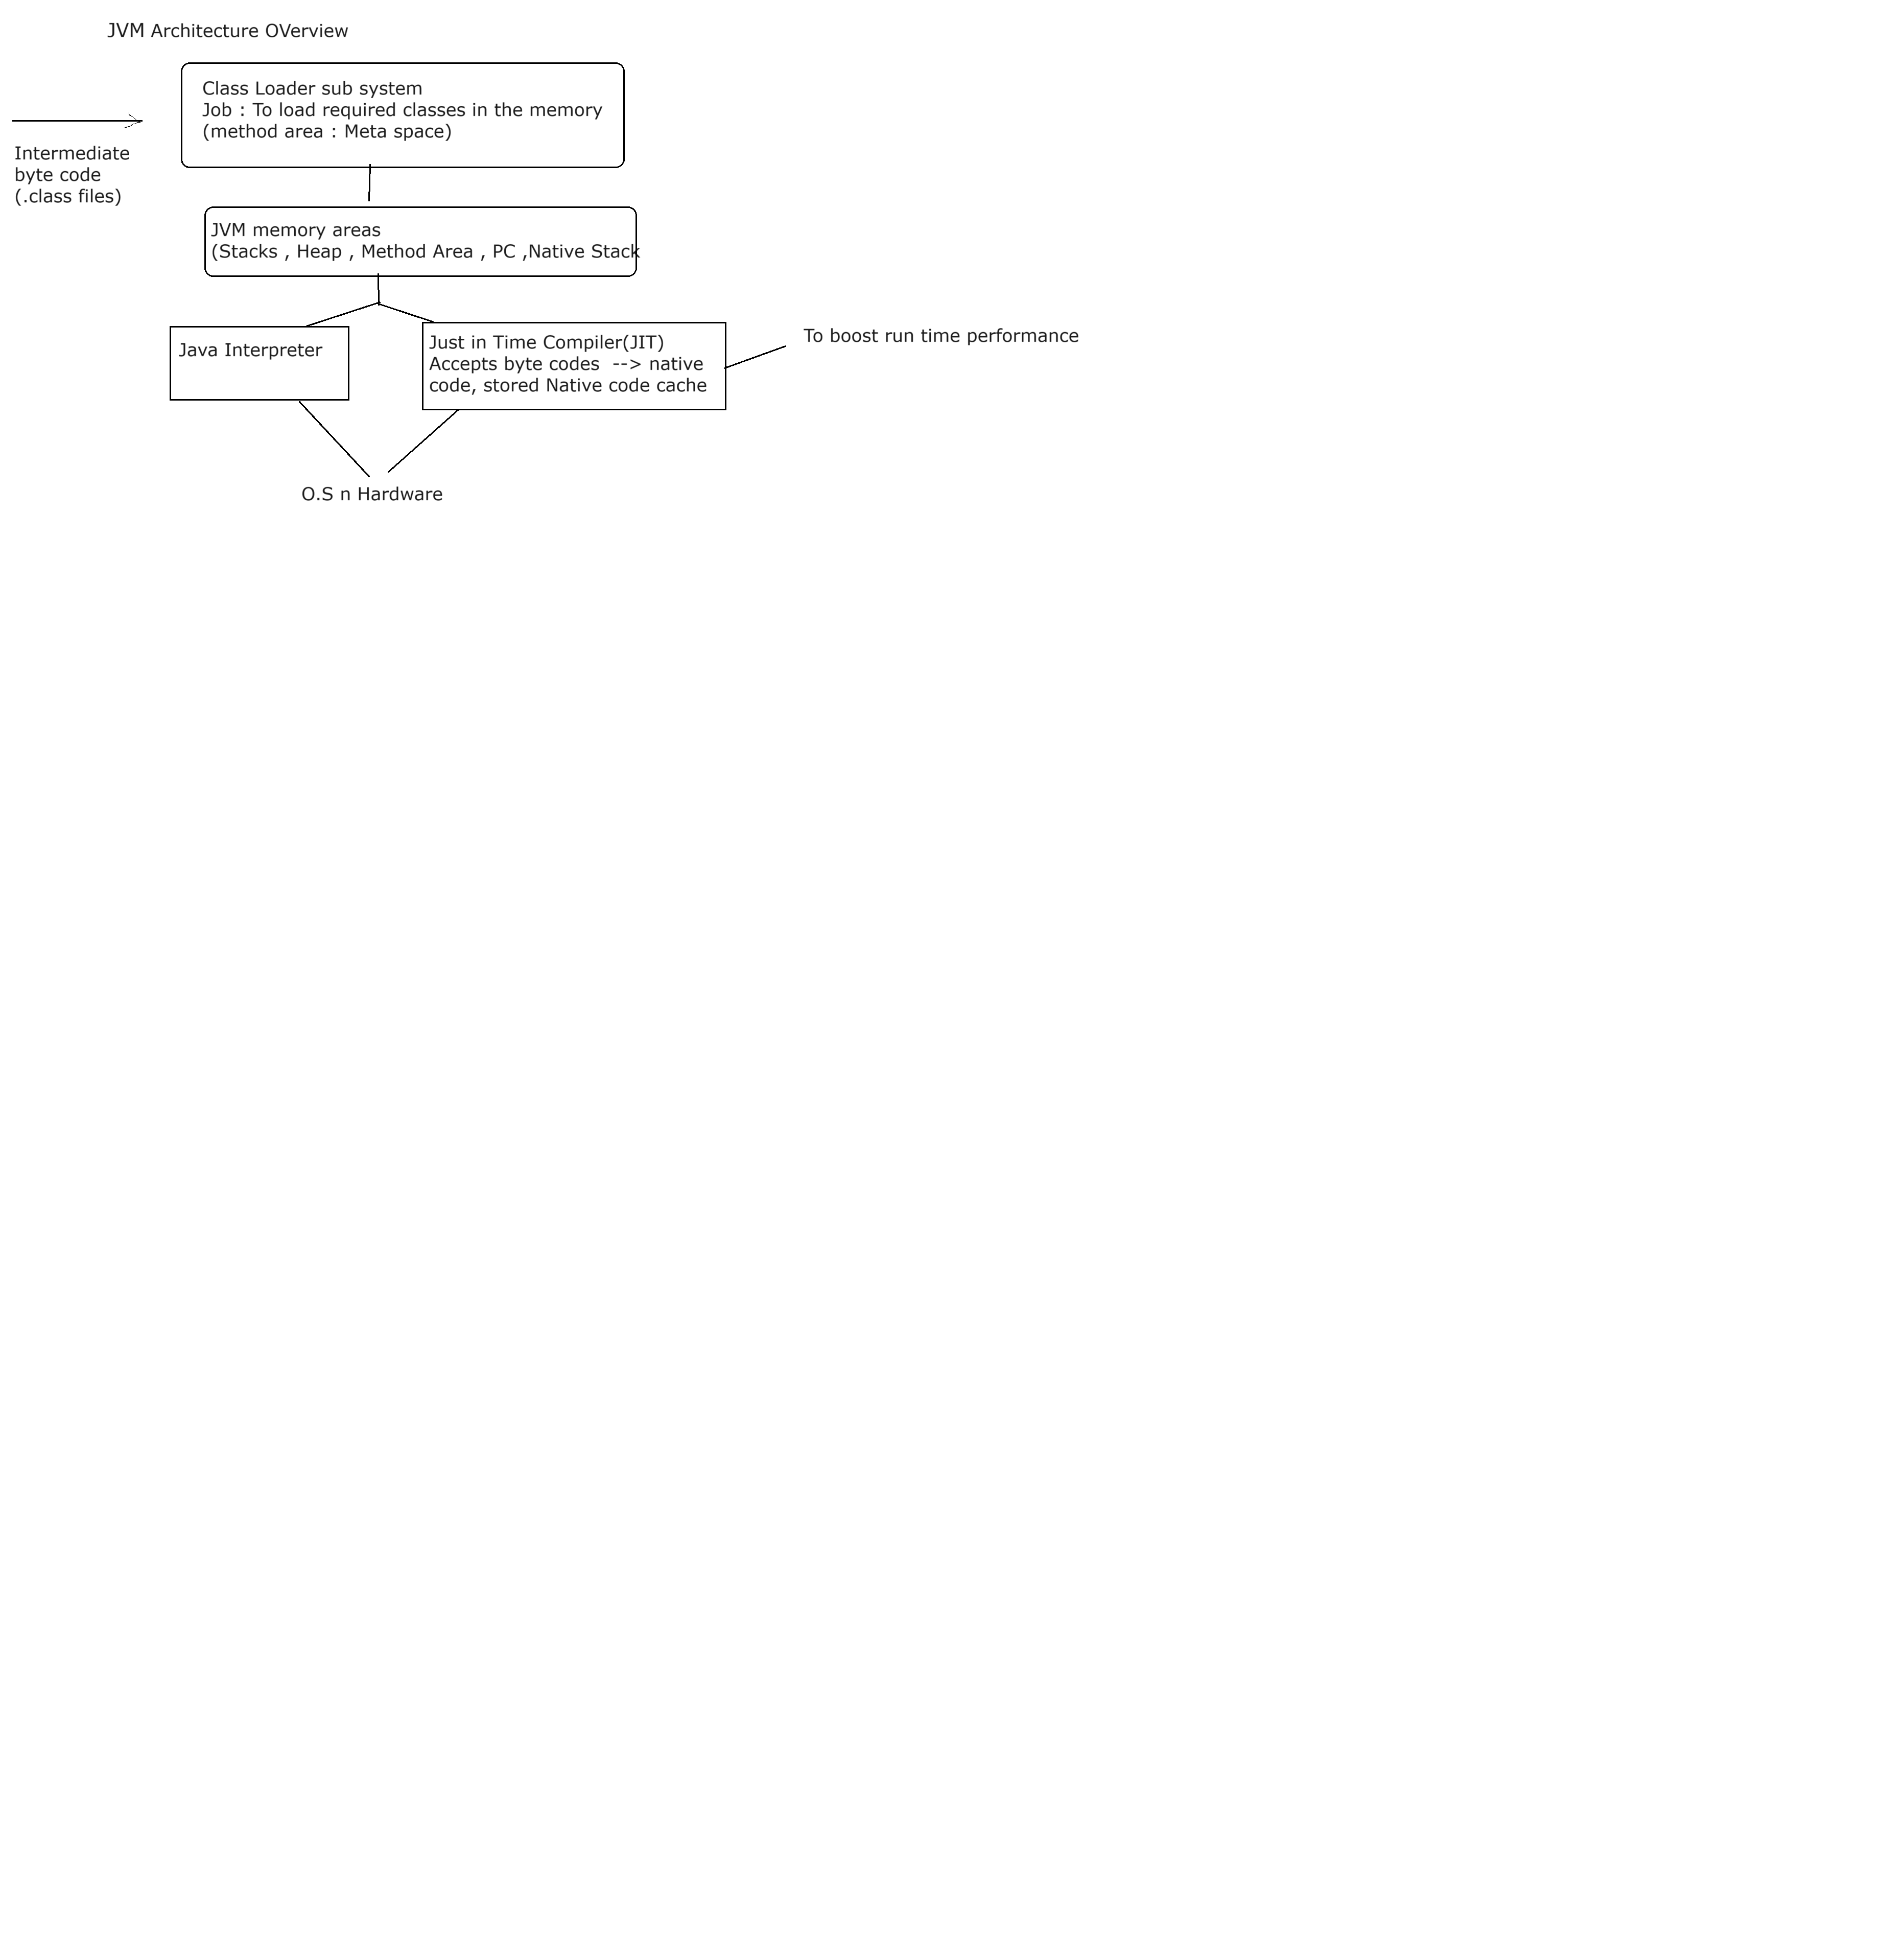 JVM Architecture OVerview
Class Loader sub system
Job : To load required classes in the memory
(method area : Meta space)
Intermediate
byte code
(.class files)
JVM memory areas
(Stacks , Heap , Method Area , PC ,Native Stack
Java Interpreter
Just in Time Compiler(JIT)
Accepts byte codes  --> native
code, stored Native code cache
To boost run time performance
O.S n Hardware